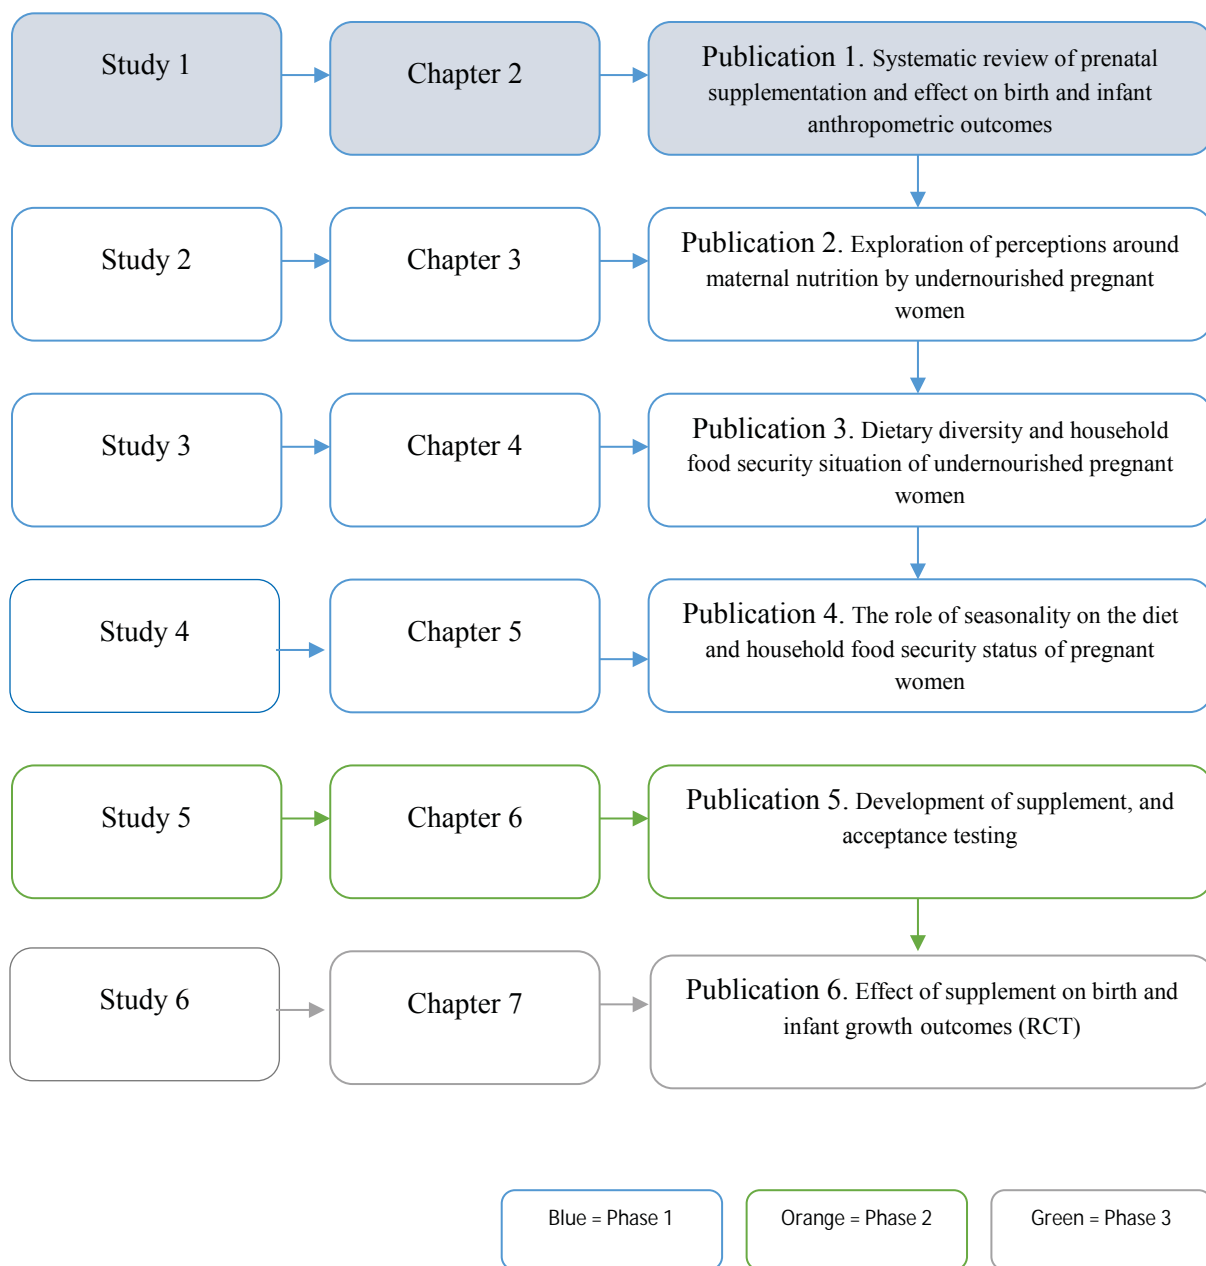 Study 1
Chapter 2
Publication 1. Systematic review of prenatal
supplementation and effect on birth and infant
anthropometric outcomes
Study 2
Chapter 3
Publication 2. Exploration of perceptions around
maternal nutrition by undernourished pregnant
women
Study 3
Chapter 4
Publication 3. Dietary diversity and household
food security situation of undernourished pregnant
women
Study 4
Chapter 5
Publication 4. The role of seasonality on the diet
and household food security status of pregnant
women
Study 5
Chapter 6
Publication 5. Development of supplement, and
acceptance testing
Study 6
Chapter 7
Publication 6. Effect of supplement on birth and
infant growth outcomes (RCT)
Blue = Phase 1
Orange = Phase 2
Green = Phase 3